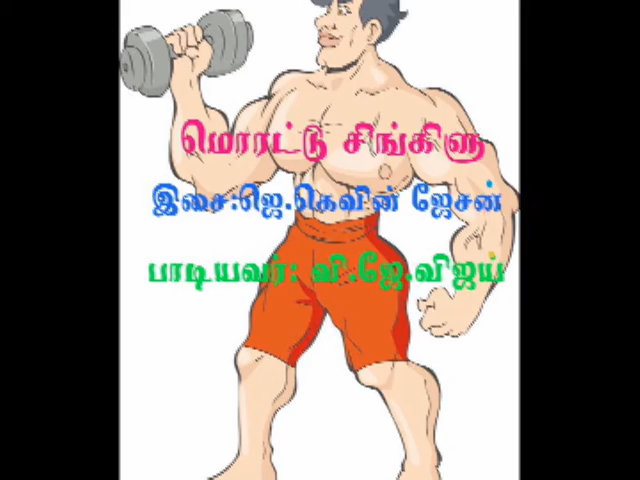 மொரட்டு சிங்கிளு
இசை:ஜெ.கெவின் ஜேசன்
பாடியவர்: வி.ஜே.விஜய்